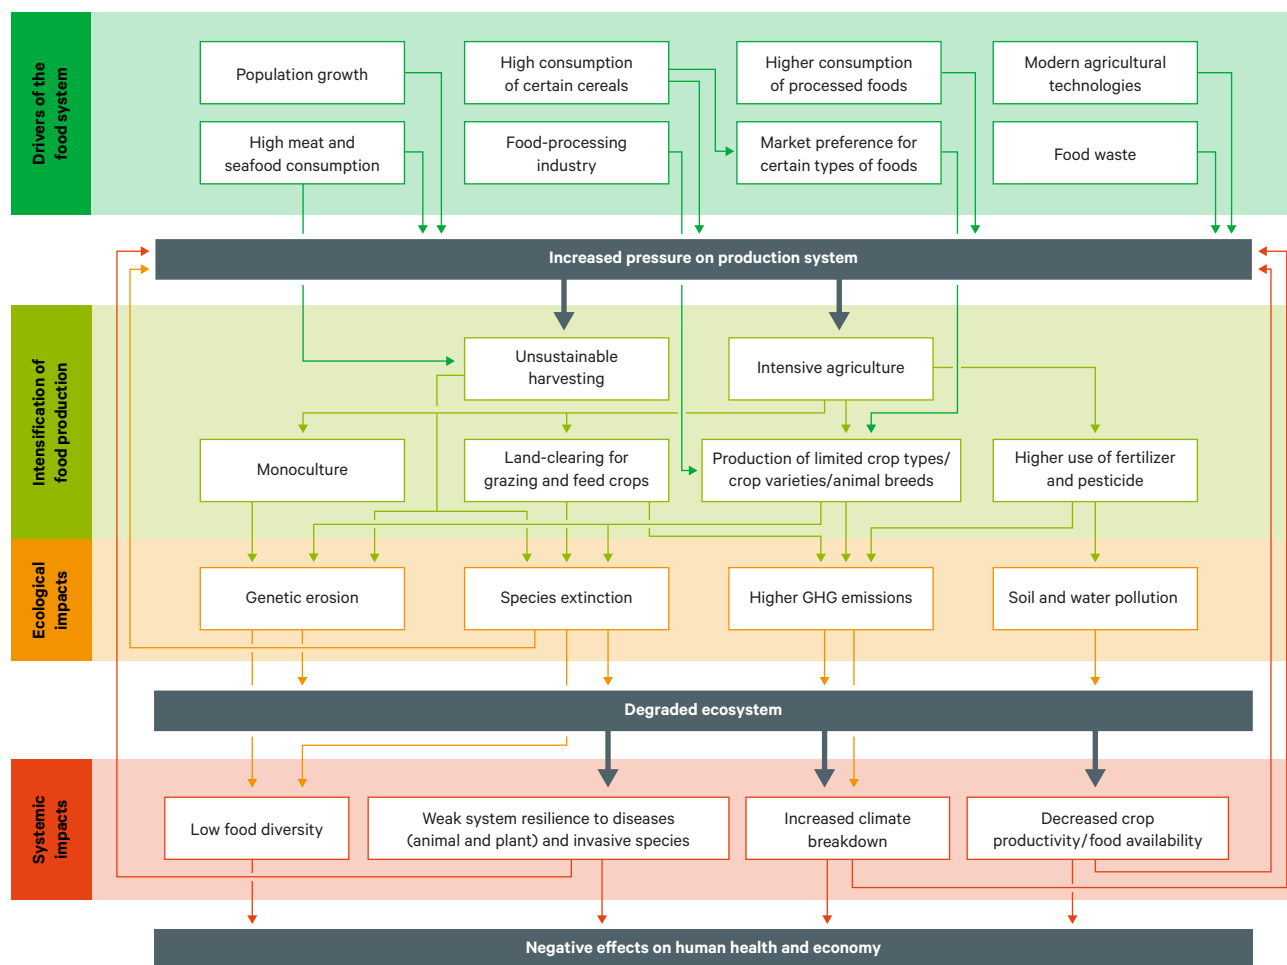 Drivers of the
food system
Population growth
High consumption
of certain cereals
Higher consumption
of processed foods
Modern agricultural
technologies
High meat and
seafood consumption
Food-processing
industry
Market preference for
certain types of foods
Food waste
Increased pressure on production system
Intensification of
food production
Unsustainable
harvesting
Intensive agriculture
Monoculture
Land-clearing for
grazing and feed crops
Production of limited crop types/
crop varieties/animal breeds
Higher use of fertilizer
and pesticide
Ecological
impacts
Genetic erosion
Species extinction
Higher GHG emissions
Soil and water pollution
Degraded ecosystem
Systemic
impacts
Low food diversity
Weak system resilience to diseases
(animal and plant) and invasive species
Increased climate
breakdown
Decreased crop
productivity/food availability
Negative effects on human health and economy